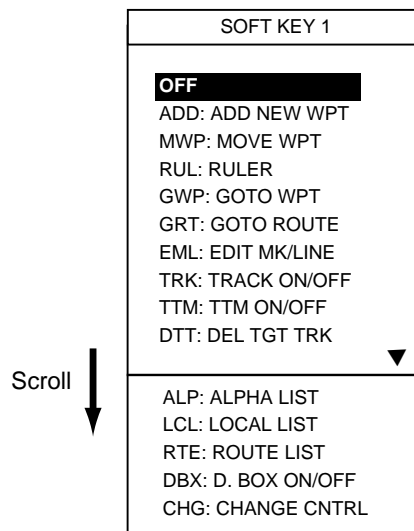 SOFT KEY 1
OFF
ADD: ADD NEW WPT
MWP: MOVE WPT
RUL: RULER
GWP: GOTO WPT
GRT: GOTO ROUTE
EML: EDIT MK/LINE
TRK: TRACK ON/OFF
TTM: TTM ON/OFF
DTT: DEL TGT TRK
▼
Scroll
ALP: ALPHA LIST
LCL: LOCAL LIST
RTE: ROUTE LIST
DBX: D. BOX ON/OFF
CHG: CHANGE CNTRL